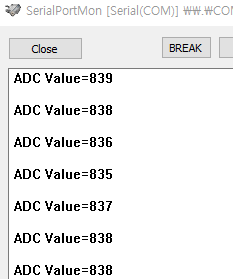 SerialPortMon [Serial(COM)] ₩₩.₩CO
Close
BREAK
ADC Value=839
ADC Value=838
ADC Value=836
ADC Value=835
ADC Value=837
ADC Value=838
ADC Value=838